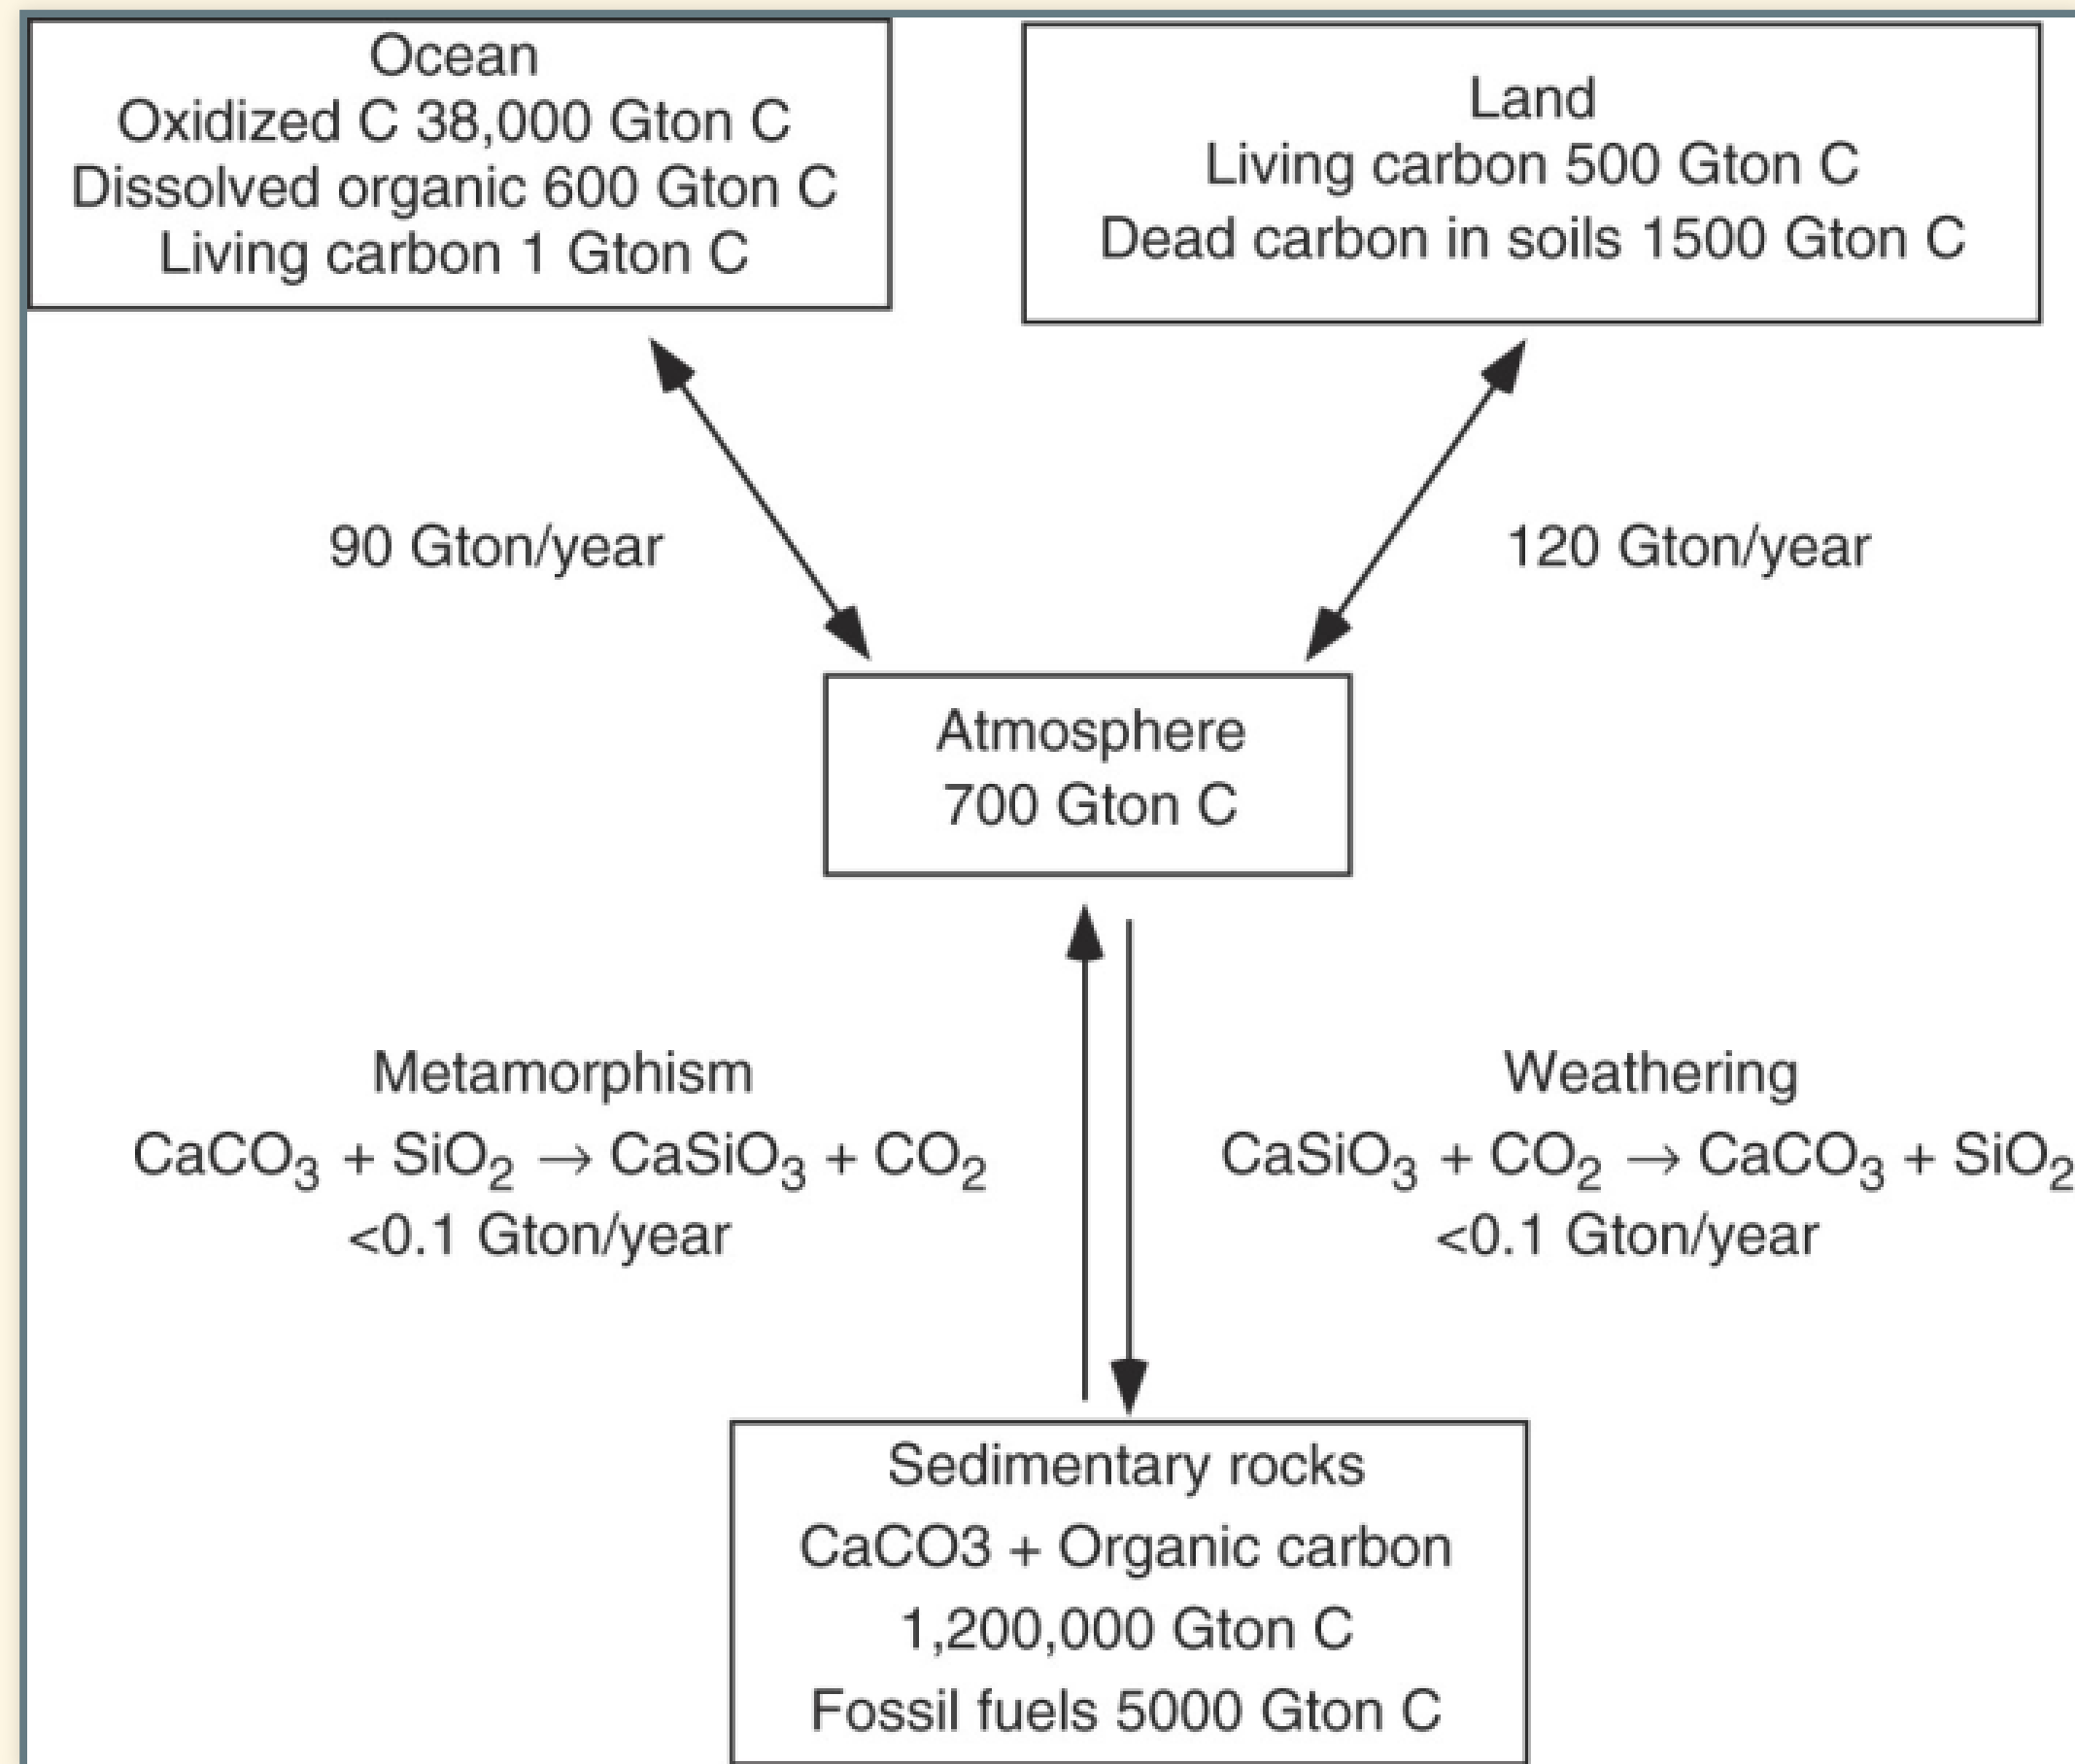 Ocean
Oxidized C 38,000 Gton C
Dissolved organic 600 Gton C
Living carbon 1 Gton C
Land
Living carbon 500 Gton C
Dead carbon in soils 1500 Gton C
90 Gton/year
120 Gton/year
Atmosphere
700 Gton C
Metamorphism
CaCO₃ + SiO₂ → CaSiO₃ + CO₂
<0.1 Gton/year
Weathering
CaSiO₃ + CO₂ → CaCO₃ + SiO₂
<0.1 Gton/year
Sedimentary rocks
CaCO3 + Organic carbon
1,200,000 Gton C
Fossil fuels 5000 Gton C